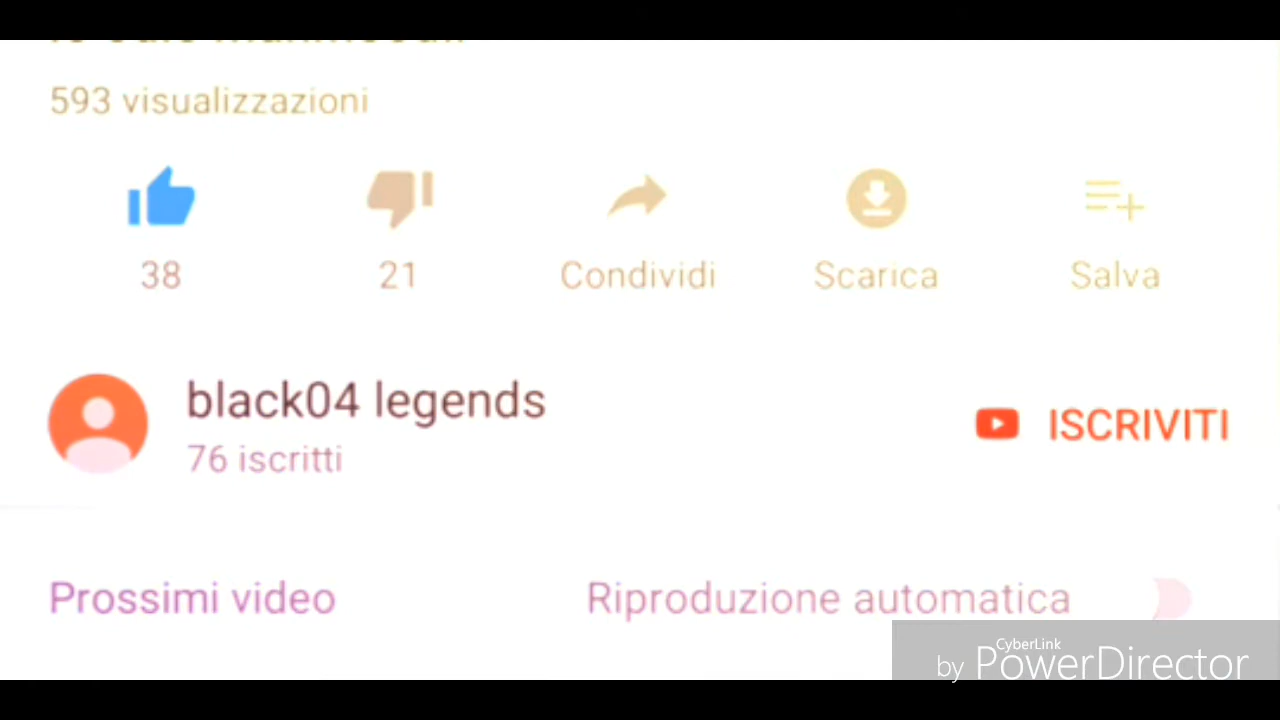 593 visualizzazioni
38 21 Condividi Scarica Salva
black04 legends
76 iscritti
ISCRIVITI
Prossimi video Riproduzione automatica
CyberLink
by PowerDirector